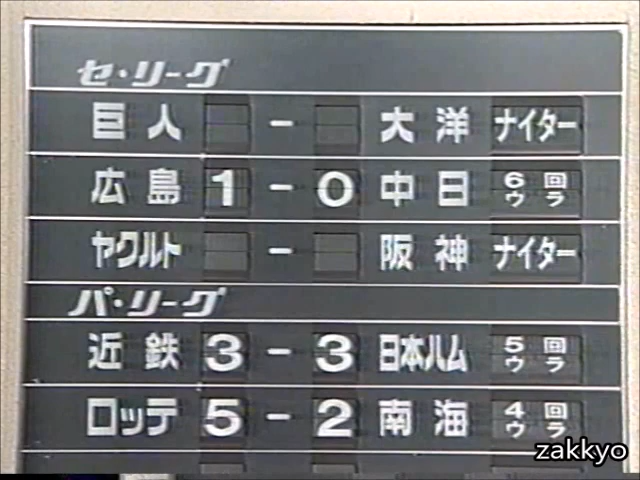 セ・リーグ
巨人 - 大洋 ナイター
広島 1 - 0 中日 6回ウラ
ヤクルト - 阪神 ナイター
パ・リーグ
近鉄 3 - 3 日本ハム 5回ウラ
ロッテ 5 - 2 南海 4回ウラ
zakkyo